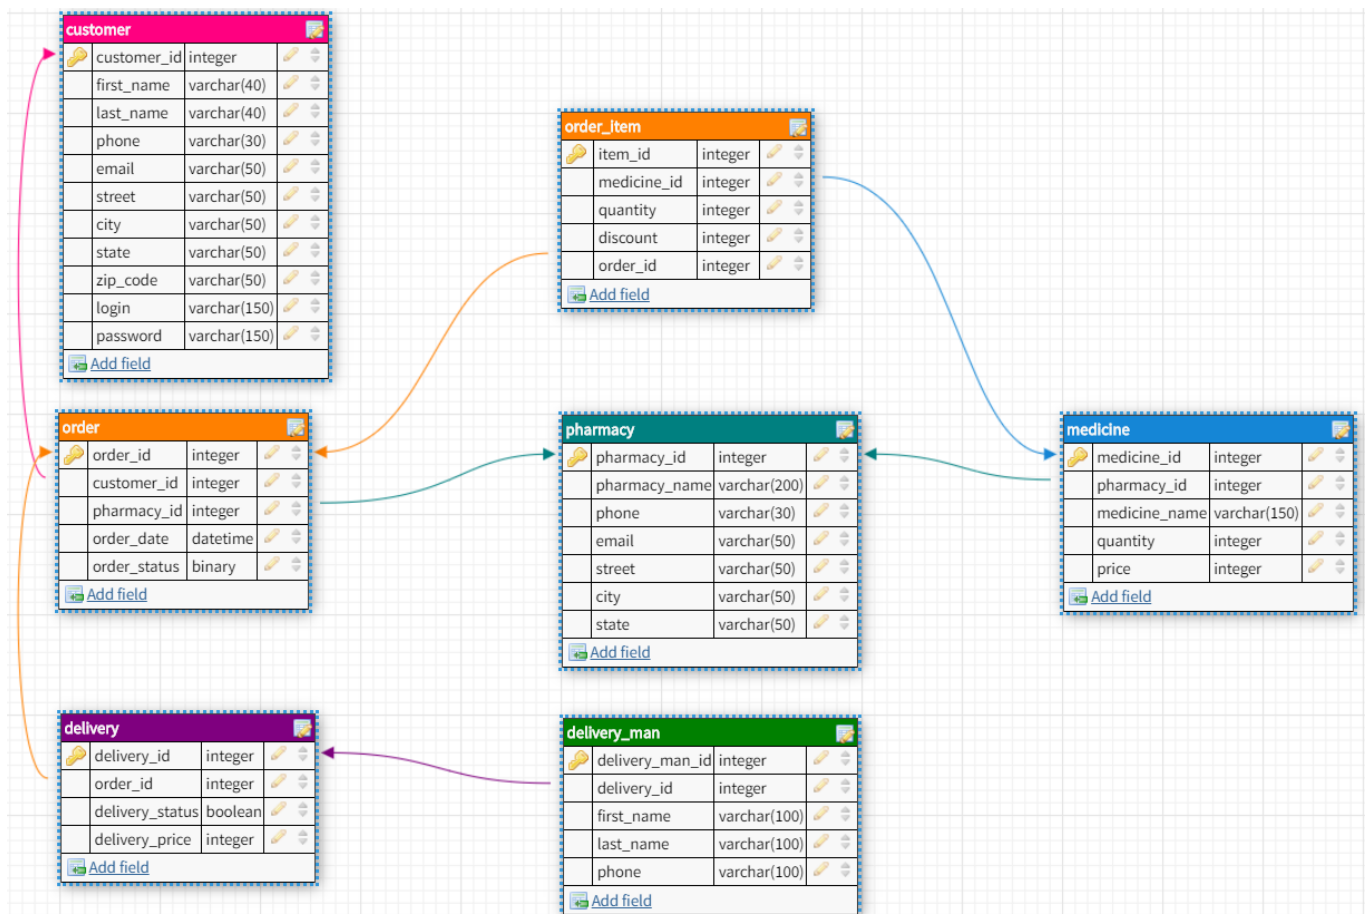 customer
customer_id integer
first_name varchar(40)
last_name varchar(40)
phone varchar(30)
email varchar(50)
street varchar(50)
city varchar(50)
state varchar(50)
zip_code varchar(50)
login varchar(150)
password varchar(150)
Add field
order_item
item_id integer
medicine_id integer
quantity integer
discount integer
order_id integer
Add field
order
order_id integer
customer_id integer
pharmacy_id integer
order_date datetime
order_status binary
Add field
pharmacy
pharmacy_id integer
pharmacy_name varchar(200)
phone varchar(30)
email varchar(50)
street varchar(50)
city varchar(50)
state varchar(50)
Add field
medicine
medicine_id integer
pharmacy_id integer
medicine_name varchar(150)
quantity integer
price integer
Add field
delivery
delivery_id integer
order_id integer
delivery_status boolean
delivery_price integer
Add field
delivery_man
delivery_man_id integer
delivery_id integer
first_name varchar(100)
last_name varchar(100)
phone varchar(100)
Add field